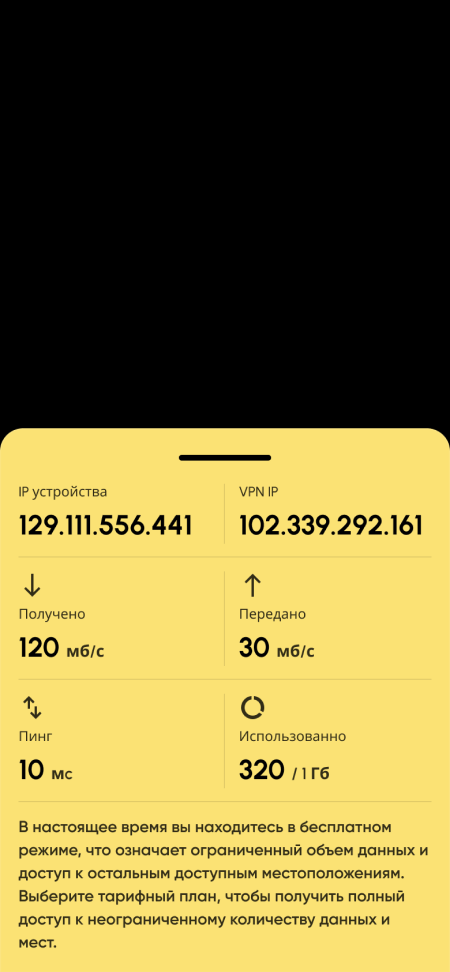 IP устройства
VPN IP
129.111.556.441
102.339.292.161
Получено
Передано
120 мб/с
30 мб/с
Пинг
Использованно
10 мс
320 / 1 Гб
В настоящее время вы находитесь в бесплатном
режиме, что означает ограниченный объем данных и
доступ к остальным доступным местоположениям.
Выберите тарифный план, чтобы получить полный
доступ к неограниченному количеству данных и
мест.